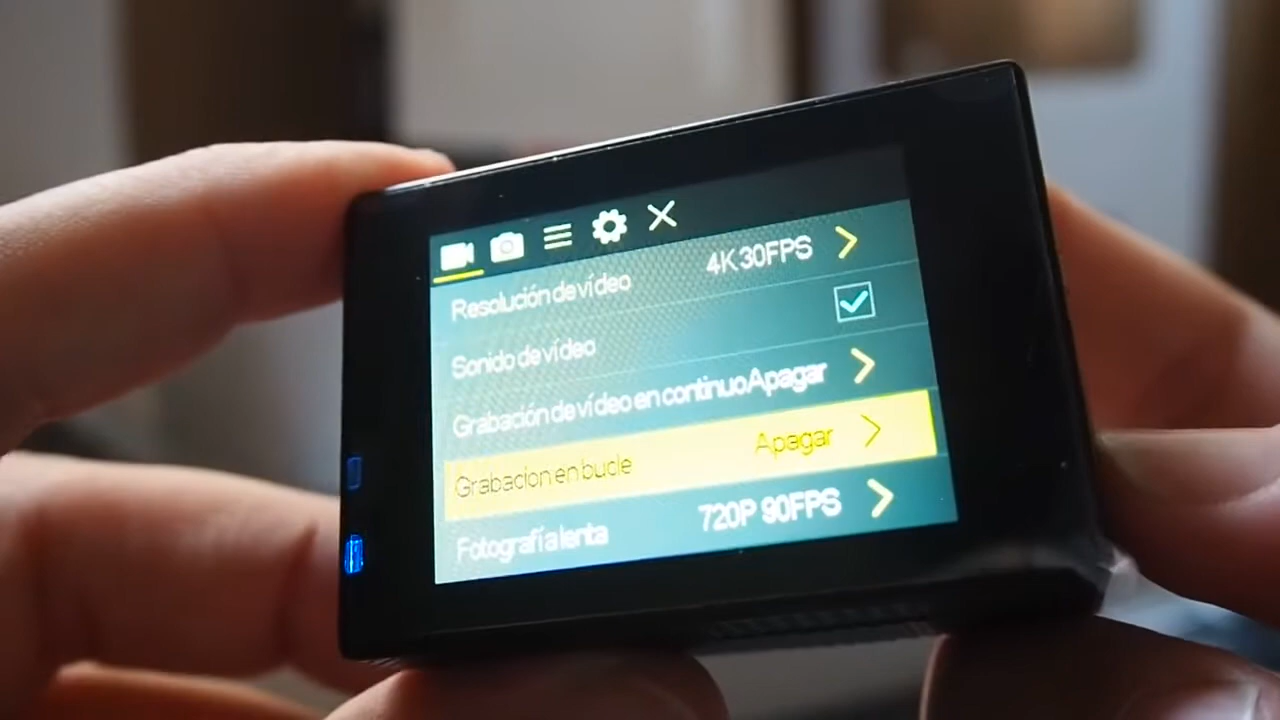 Resolución de vídeo 4K 30FPS
Sonido de vídeo
Grabación de vídeo en continuo Apagar
Grabacion en bucle Apagar
Fotografía lenta 720P 90FPS